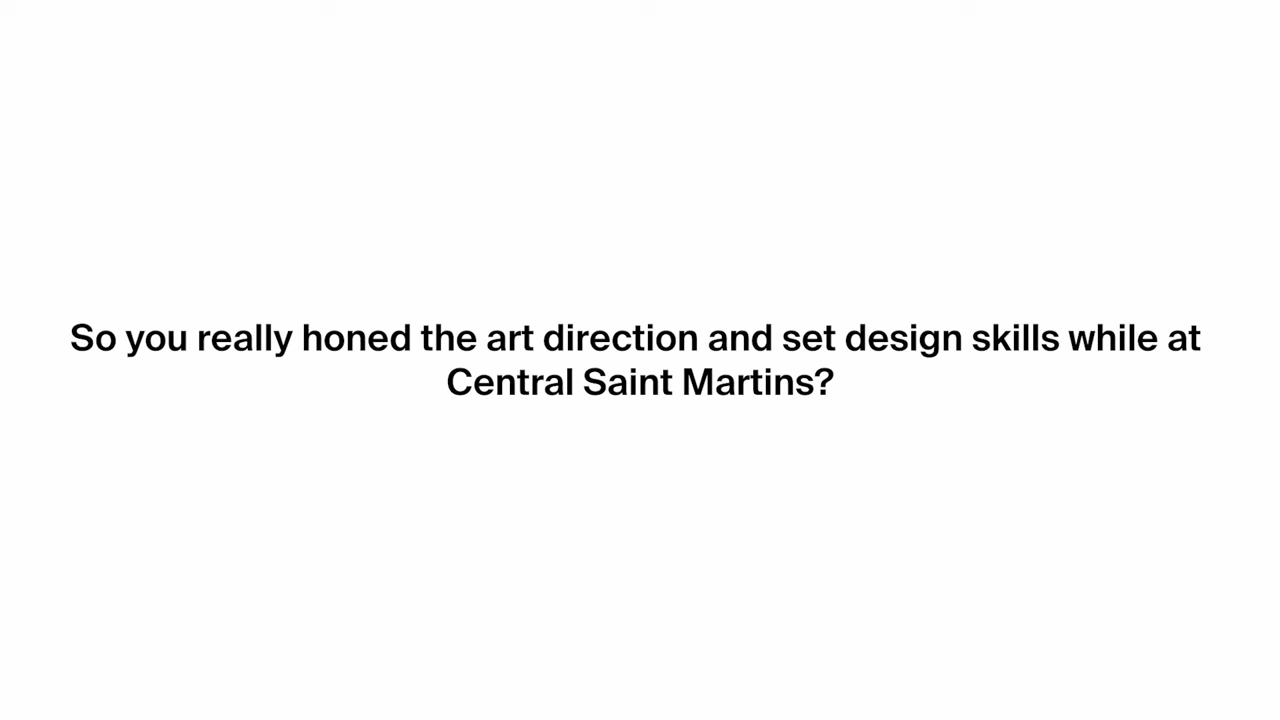 So you really honed the art direction and set design skills while at
Central Saint Martins?